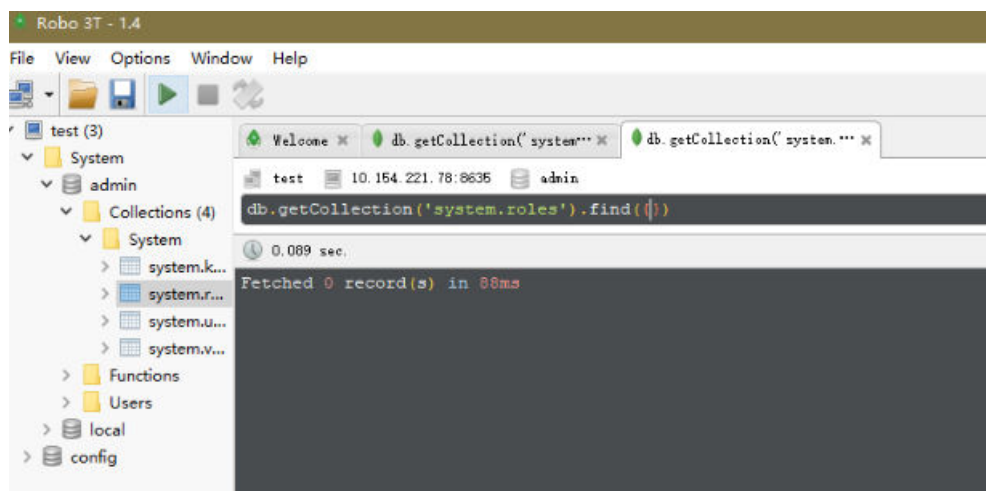 Robo 3T - 1.4
File View Options Window Help
test (3)
System
admin
Collections (4)
System
system.k...
system.r...
system.u...
system.v...
Functions
Users
local
config
Welcome × db.getCollection('system··· × db.getCollection('system.··· ×
test 10.154.221.78:8635 admin
db.getCollection('system.roles').find({})
0.089 sec.
Fetched 0 record(s) in 88ms